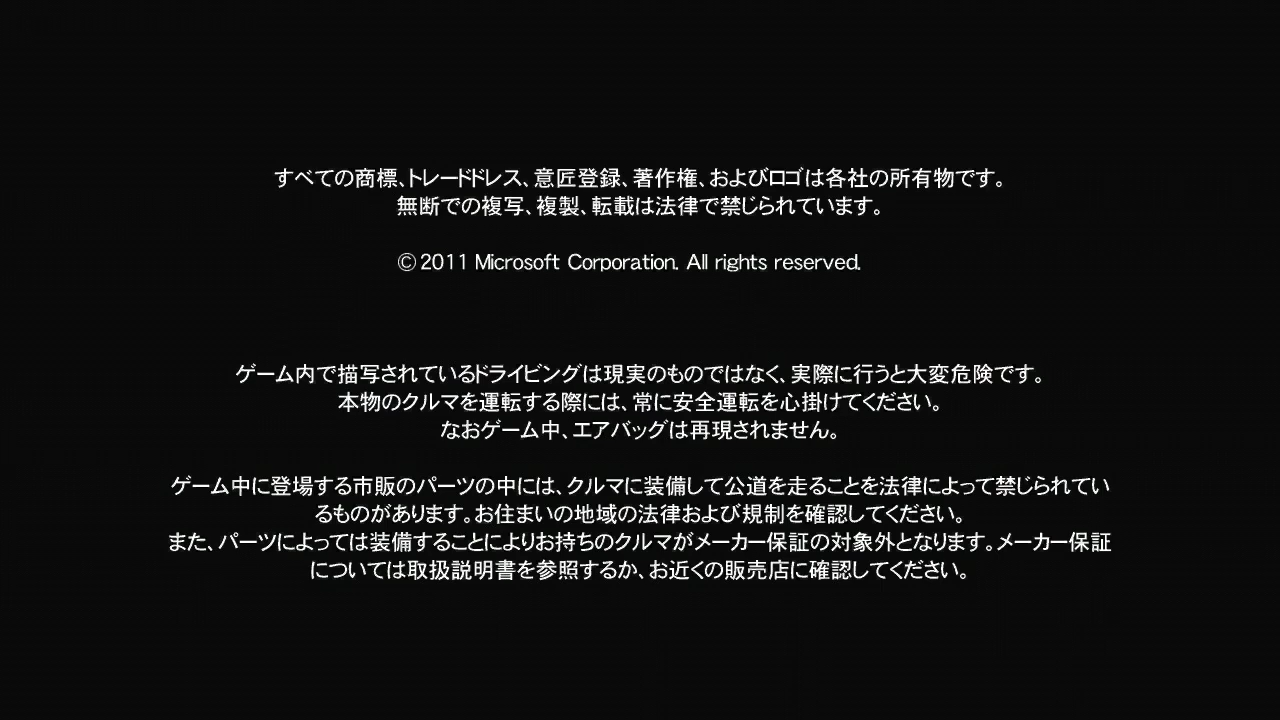 すべての商標、トレードドレス、意匠登録、著作権、およびロゴは各社の所有物です。
無断での複写、複製、転載は法律で禁じられています。
© 2011 Microsoft Corporation. All rights reserved.
ゲーム内で描写されているドライビングは現実のものではなく、実際に行うと大変危険です。
本物のクルマを運転する際には、常に安全運転を心掛けてください。
なおゲーム中、エアバッグは再現されません。
ゲーム中に登場する市販のパーツの中には、クルマに装備して公道を走ることを法律によって禁じられてい
るものがあります。お住まいの地域の法律および規制を確認してください。
また、パーツによっては装備することによりお持ちのクルマがメーカー保証の対象外となります。メーカー保証
については取扱説明書を参照するか、お近くの販売店に確認してください。